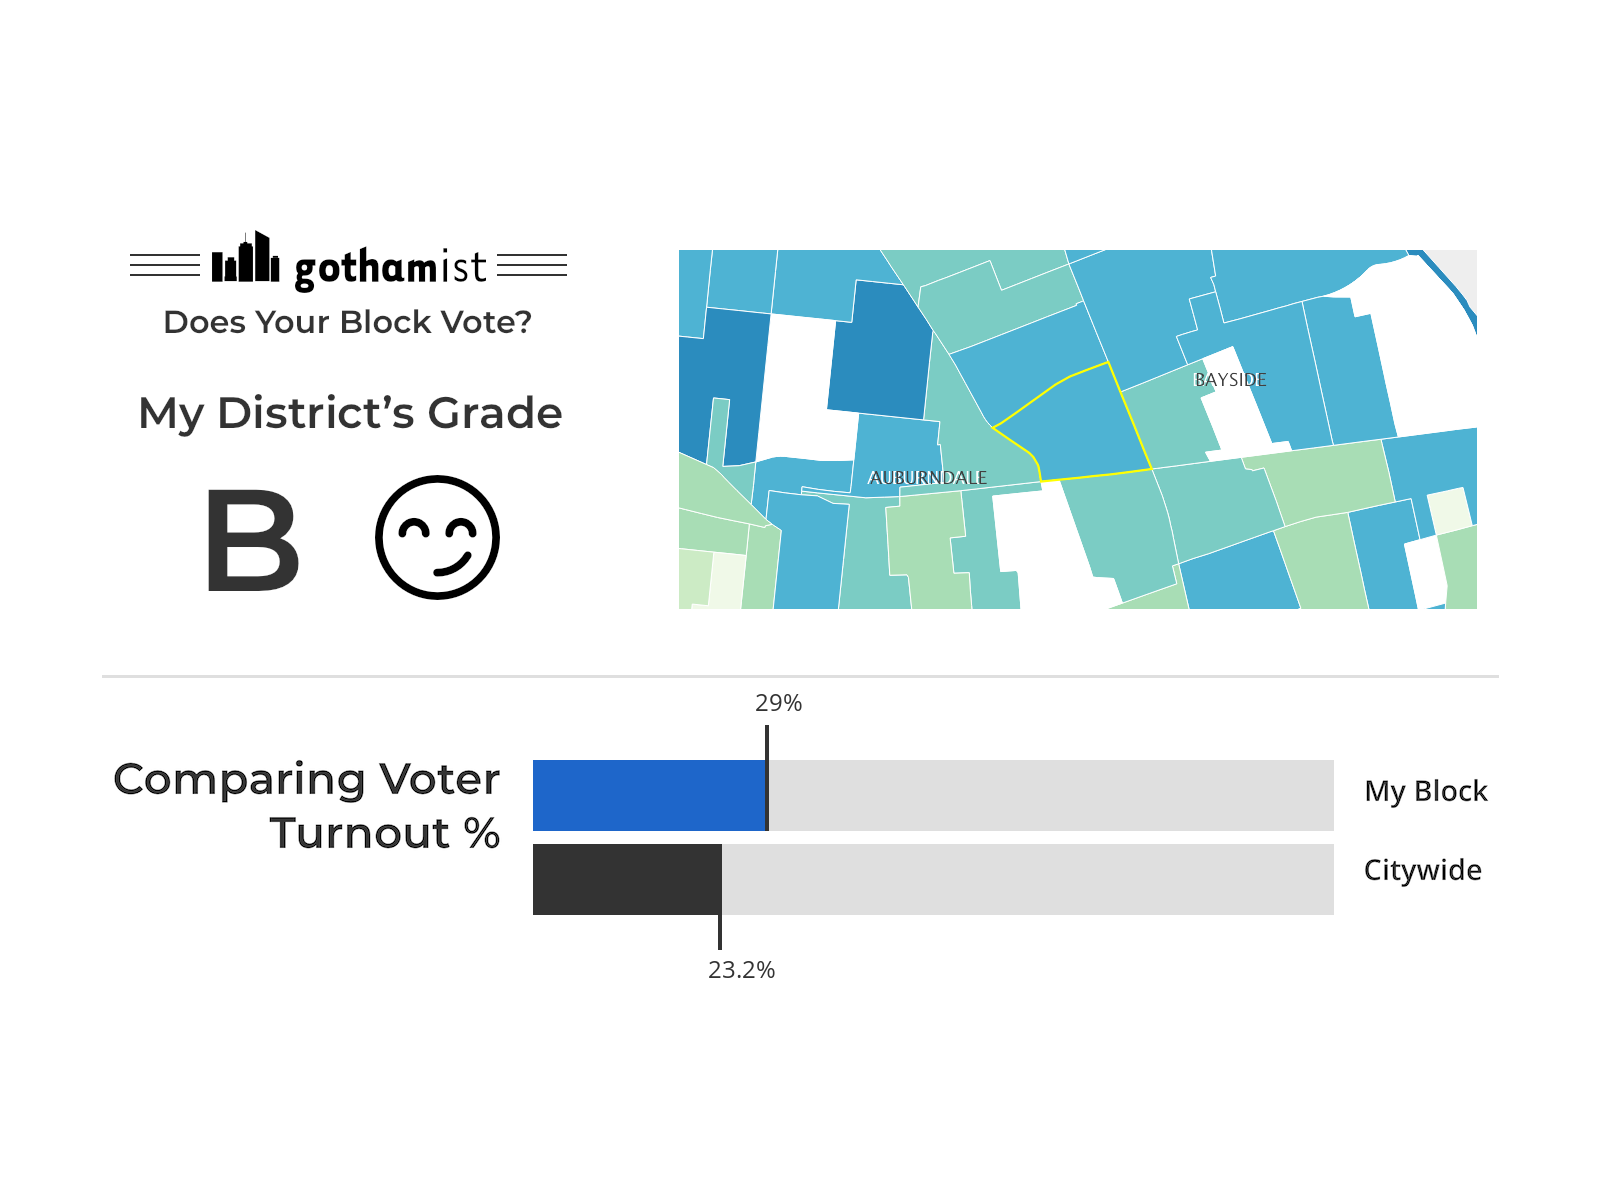 gothamist
Does Your Block Vote?
My District’s Grade
B
BAYSIDE
AUBURNDALE
29%
Comparing Voter
Turnout %
My Block
Citywide
23.2%